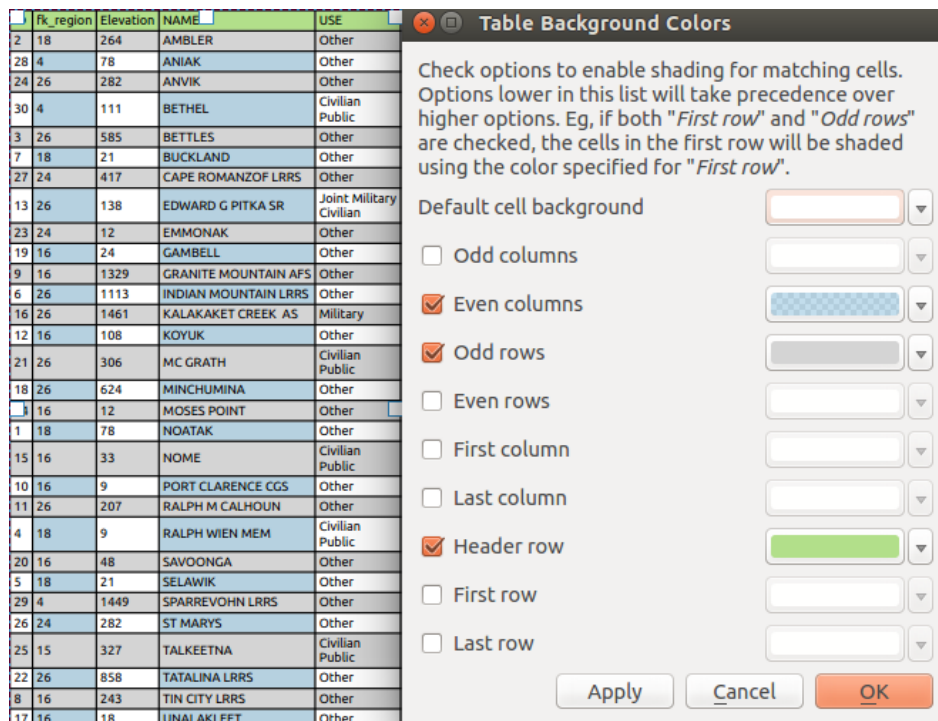 fk_region Elevation NAME USE
2 18 264 AMBLER Other
28 4 78 ANIAK Other
24 26 282 ANVIK Other
30 4 111 BETHEL Civilian Public
3 26 585 BETTLES Other
7 18 21 BUCKLAND Other
27 24 417 CAPE ROMANZOF LRRS Other
13 26 138 EDWARD G PITKA SR Joint Military Civilian
23 24 12 EMMONAK Other
19 16 24 GAMBELL Other
9 16 1329 GRANITE MOUNTAIN AFS Other
6 26 1113 INDIAN MOUNTAIN LRRS Other
16 26 1461 KALAKAKET CREEK AS Military
12 16 108 KOYUK Other
21 26 306 MC GRATH Civilian Public
18 26 624 MINCHUMINA Other
16 12 MOSES POINT Other
1 18 78 NOATAK Other
15 16 33 NOME Civilian Public
10 16 9 PORT CLARENCE CGS Other
11 26 207 RALPH M CALHOUN Other
4 18 9 RALPH WIEN MEM Civilian Public
20 16 48 SAVOONGA Other
5 18 21 SELAWIK Other
29 4 1449 SPARREVOHN LRRS Other
26 24 282 ST MARYS Other
25 15 327 TALKEETNA Civilian Public
22 26 858 TATALINA LRRS Other
8 16 243 TIN CITY LRRS Other
17 16 18 UNALAKLEET Other
Table Background Colors
Check options to enable shading for matching cells.
Options lower in this list will take precedence over
higher options. Eg, if both "First row" and "Odd rows"
are checked, the cells in the first row will be shaded
using the color specified for "First row".
Default cell background
Odd columns
Even columns
Odd rows
Even rows
First column
Last column
Header row
First row
Last row
Apply Cancel OK